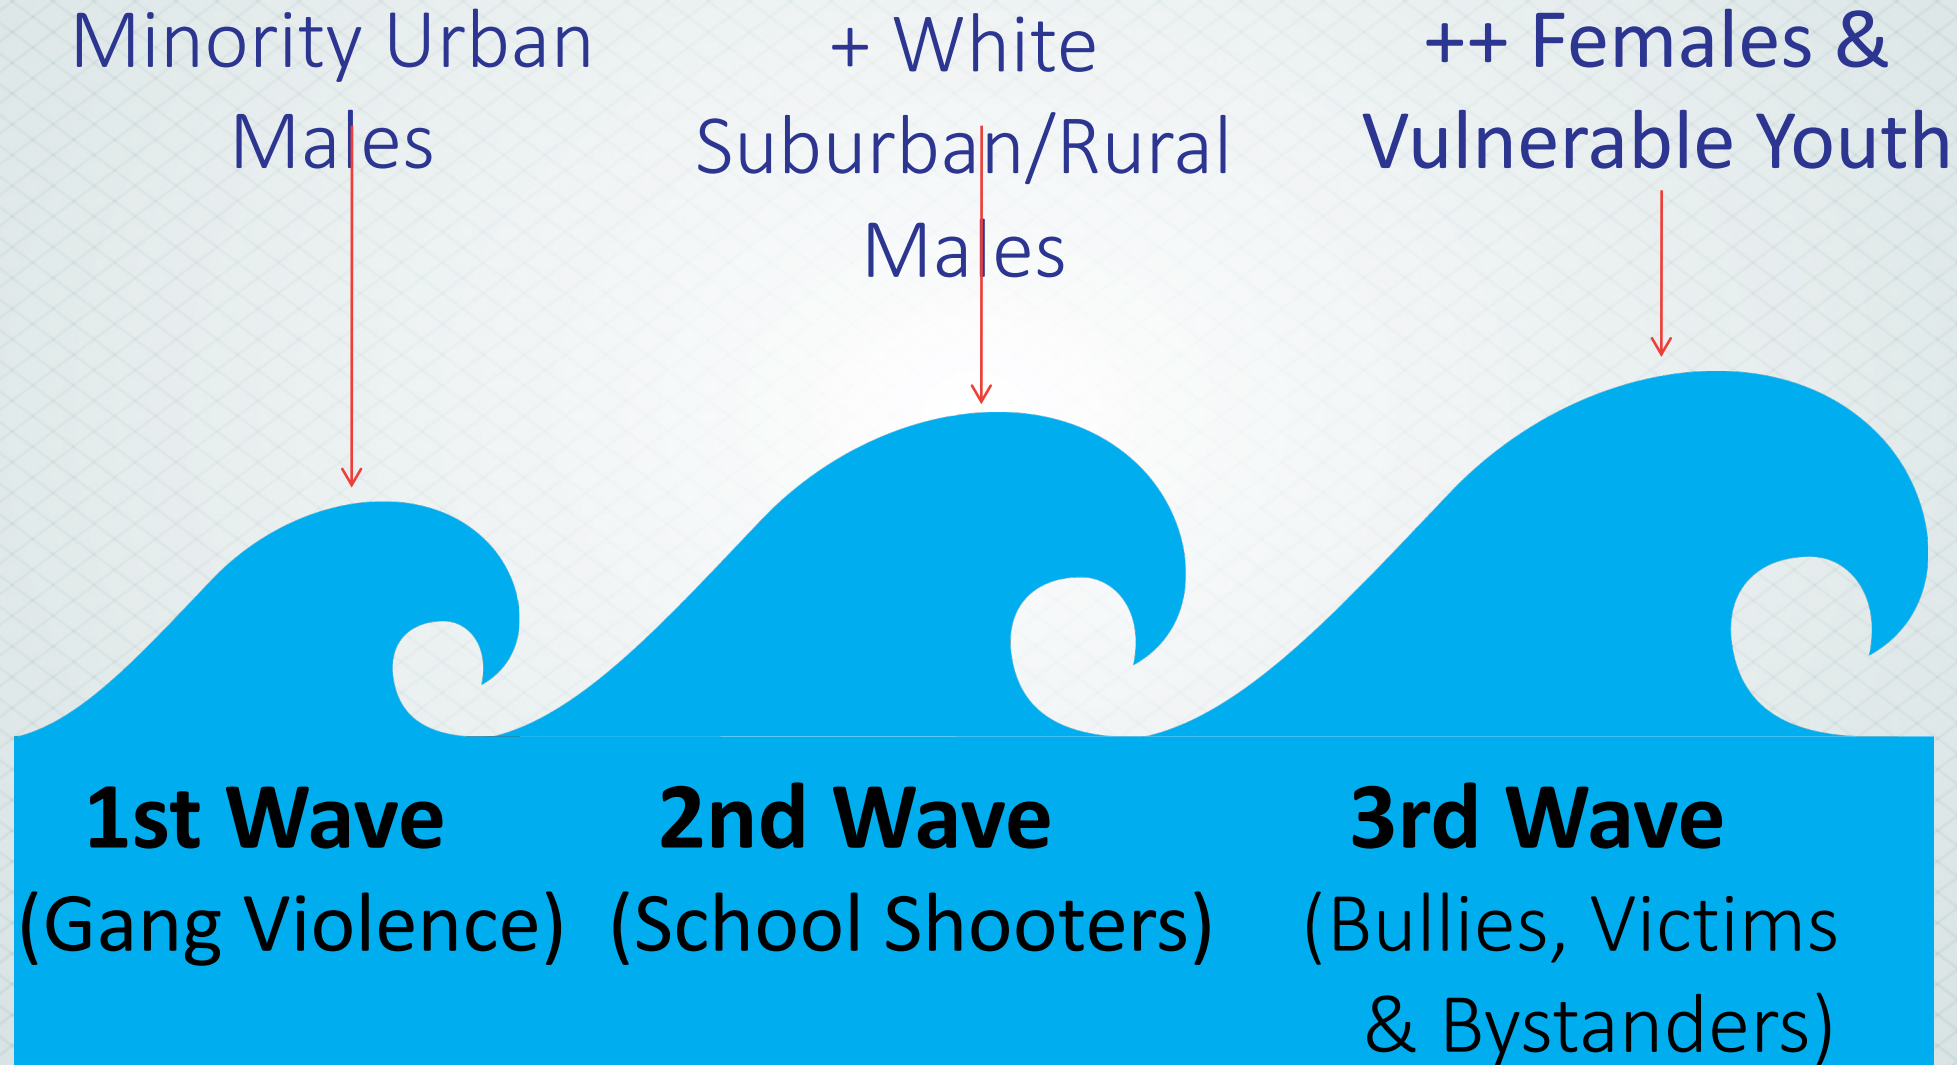 Minority Urban
Males
+ White
Suburban/Rural
Males
++ Females &
Vulnerable Youth
1st Wave
(Gang Violence)
2nd Wave
(School Shooters)
3rd Wave
(Bullies, Victims
& Bystanders)